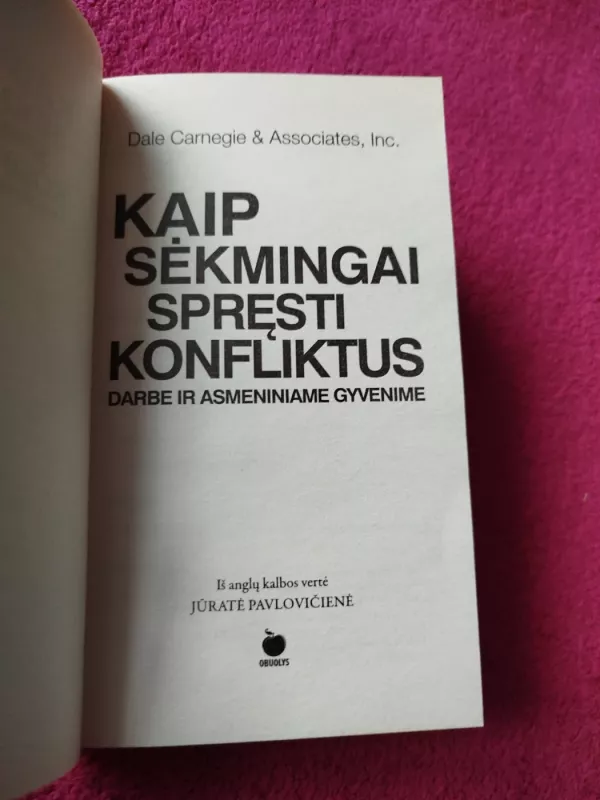 Dale Carnegie & Associates, Inc.
KAIP
SĖKMINGAI
SPRĘSTI
KONFLIKTUS
DARBE IR ASMENINIAME GYVENIME
Iš anglų kalbos vertė
JŪRATĖ PAVLOVIČIENĖ
OBUOLYS